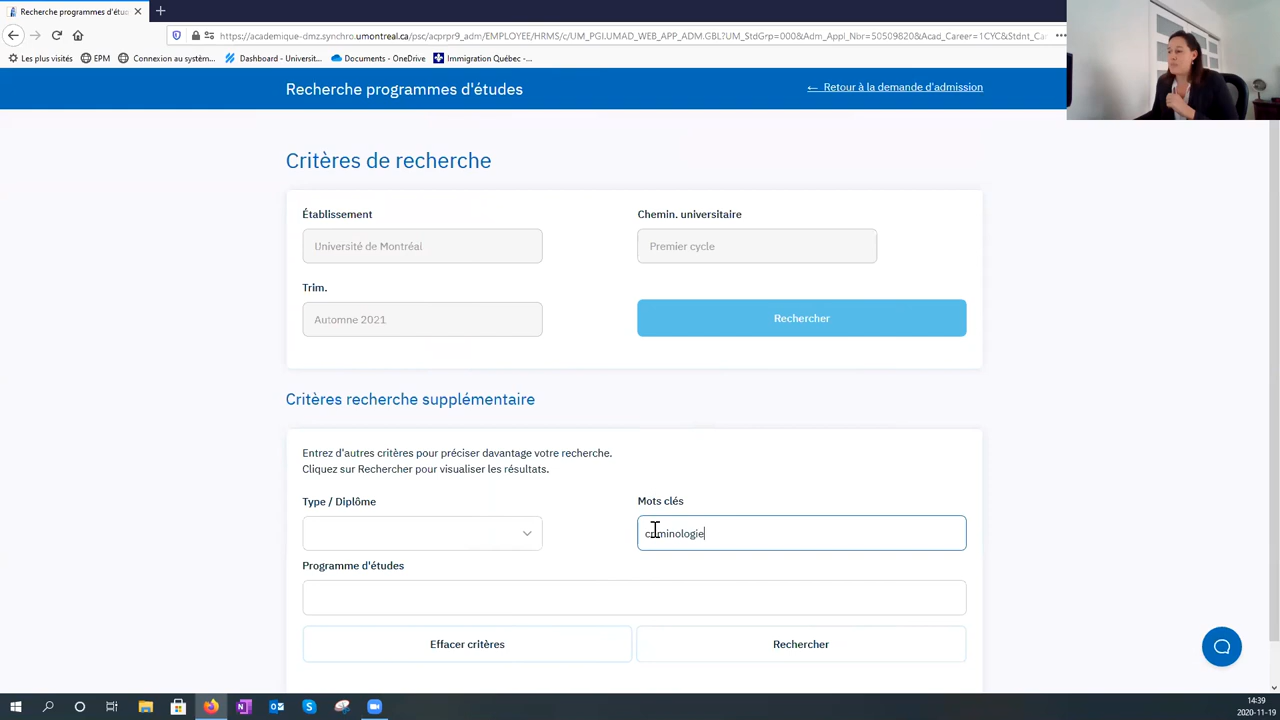 Recherche programmes d'étu
https://academique-dmz.synchro.umontreal.ca/psc/acprpr9_adm/EMPLOYEE/HRMS/c/UM_PGI.UMAD_WEB_APP_ADM.GBL?UM_StdGrp=000&Adm_Appl_Nbr=50509820&Acad_Career=1CYC&Stdnt_Ca
Les plus visités
EPM
Connexion au systèm...
Dashboard - Universit...
Documents - OneDrive
Immigration Québec -...
Recherche programmes d'études
← Retour à la demande d'admission
Critères de recherche
Établissement
Chemin. universitaire
Université de Montréal
Premier cycle
Trim.
Automne 2021
Rechercher
Critères recherche supplémentaire
Entrez d'autres critères pour préciser davantage votre recherche.
Cliquez sur Rechercher pour visualiser les résultats.
Type / Diplôme
Mots clés
criminologie
Programme d'études
Effacer critères
Rechercher
14:39
2020-11-19